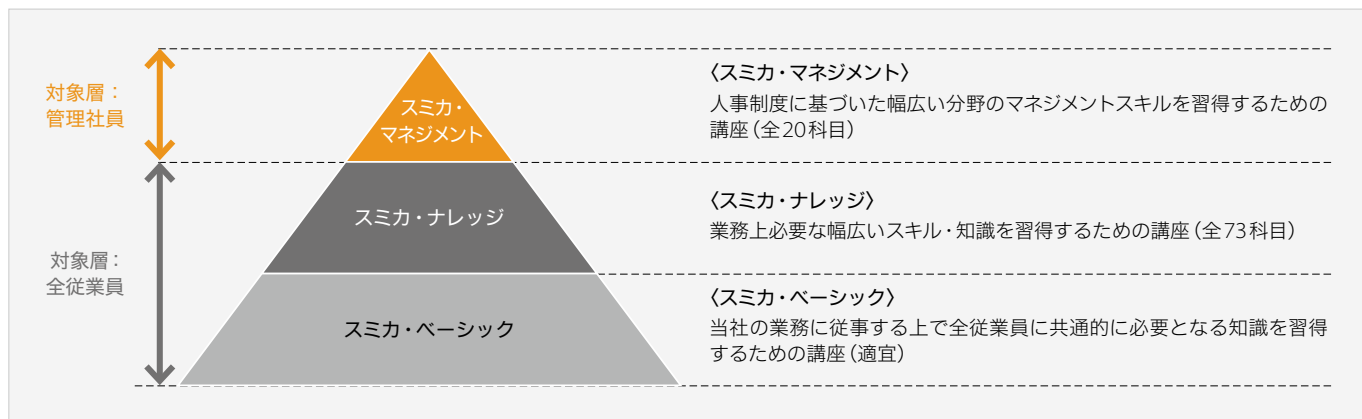 対象層：
管理社員
スミカ・
マネジメント
〈スミカ・マネジメント〉
人事制度に基づいた幅広い分野のマネジメントスキルを習得するための
講座（全20科目）
対象層：
全従業員
スミカ・ナレッジ
〈スミカ・ナレッジ〉
業務上必要な幅広いスキル・知識を習得するための講座（全73科目）
スミカ・ベーシック
〈スミカ・ベーシック〉
当社の業務に従事する上で全従業員に共通的に必要となる知識を習得
するための講座（適宜）